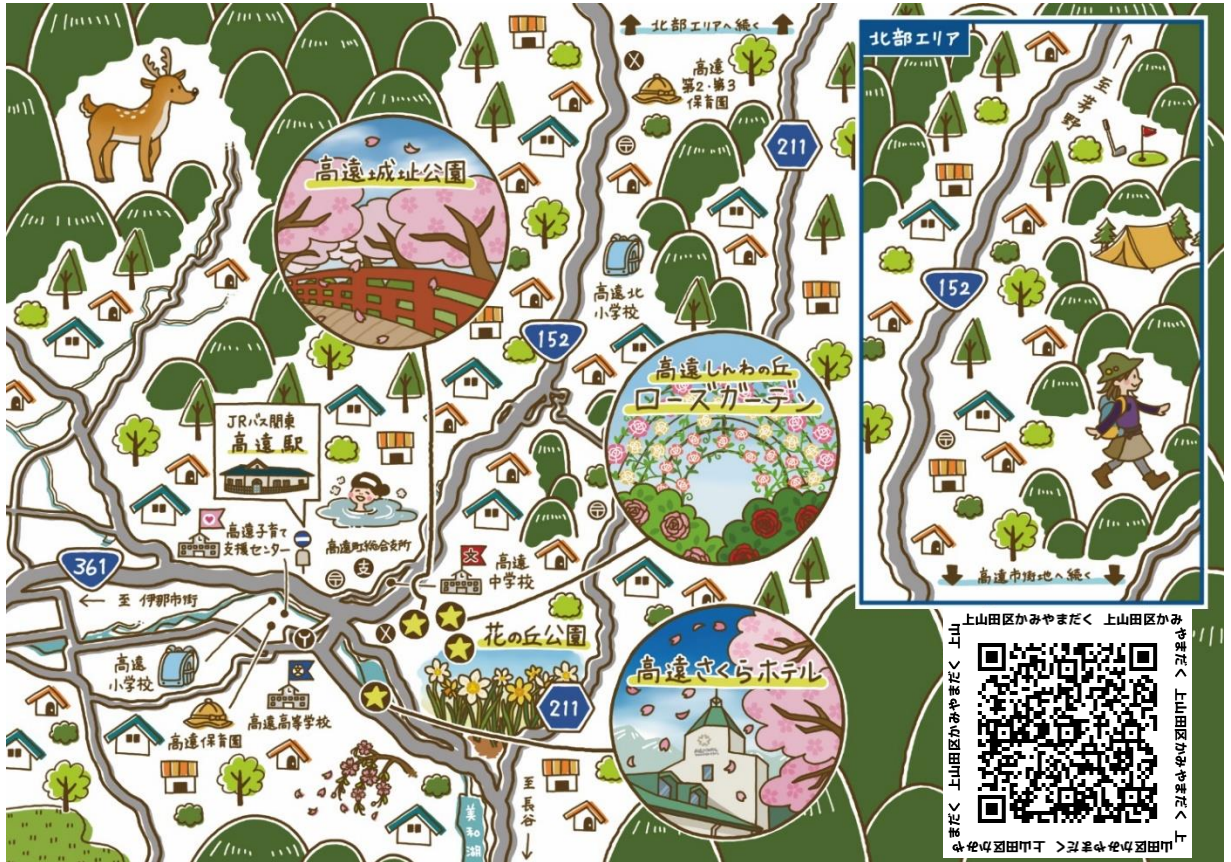 北部エリアへ続く
高遠
第2・第3
保育園
211
高遠城址公園
高遠北
小学校
152
高遠しんわの丘
ローズガーデン
JRバス関東
高遠駅
高遠子育て
支援センター
高遠町総合支所
支
文
高遠
中学校
361
← 至 伊那市街
花の丘公園
高遠さくらホテル
211
高遠
小学校
高遠高等学校
高遠保育園
美和湖
至長谷
北部エリア
至茅野
152
高遠市街地へ続く
上山田区かみやまだく 上山田区かみやまだく 上山田区かみやまだく 上山田区かみやまだく 上山田区かみやまだく 上山田区かみやまだく 上山